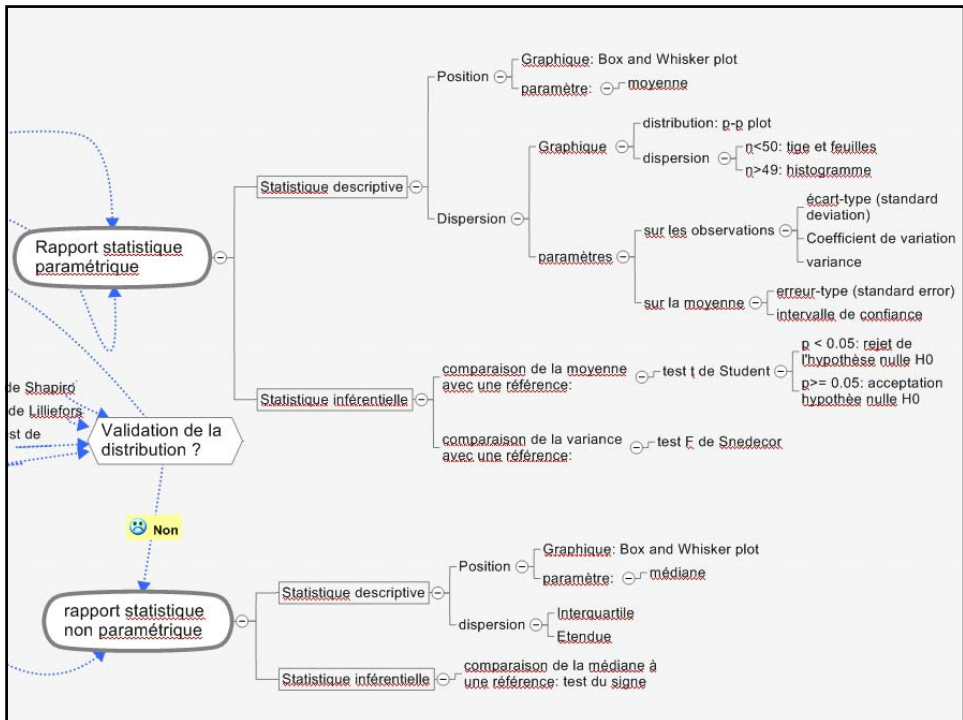 Graphique: Box and Whisker plot
Position
paramètre:
moyenne
distribution: p-p plot
Graphique
n<50: tige et feuilles
dispersion
n>49: histogramme
Statistique descriptive
écart-type (standard
deviation)
Dispersion
sur les observations
Coefficient de variation
Rapport statistique
paramétrique
paramètres
variance
erreur-type (standard error)
sur la moyenne
intervalle de confiance
p < 0.05: rejet de
l'hypothèse nulle H0
comparaison de la moyenne
avec une référence:
test t de Student
p>= 0.05: acceptation
hypothèe nulle H0
Statistique inférentielle
de Shapiro
de Lilliefors
st de
Validation de la
distribution ?
comparaison de la variance
avec une référence:
test F de Snedecor
Non
Graphique: Box and Whisker plot
Position
paramètre:
médiane
Statistique descriptive
rapport statistique
non paramétrique
Interquartile
dispersion
Etendue
Statistique inférentielle
comparaison de la médiane à
une référence: test du signe